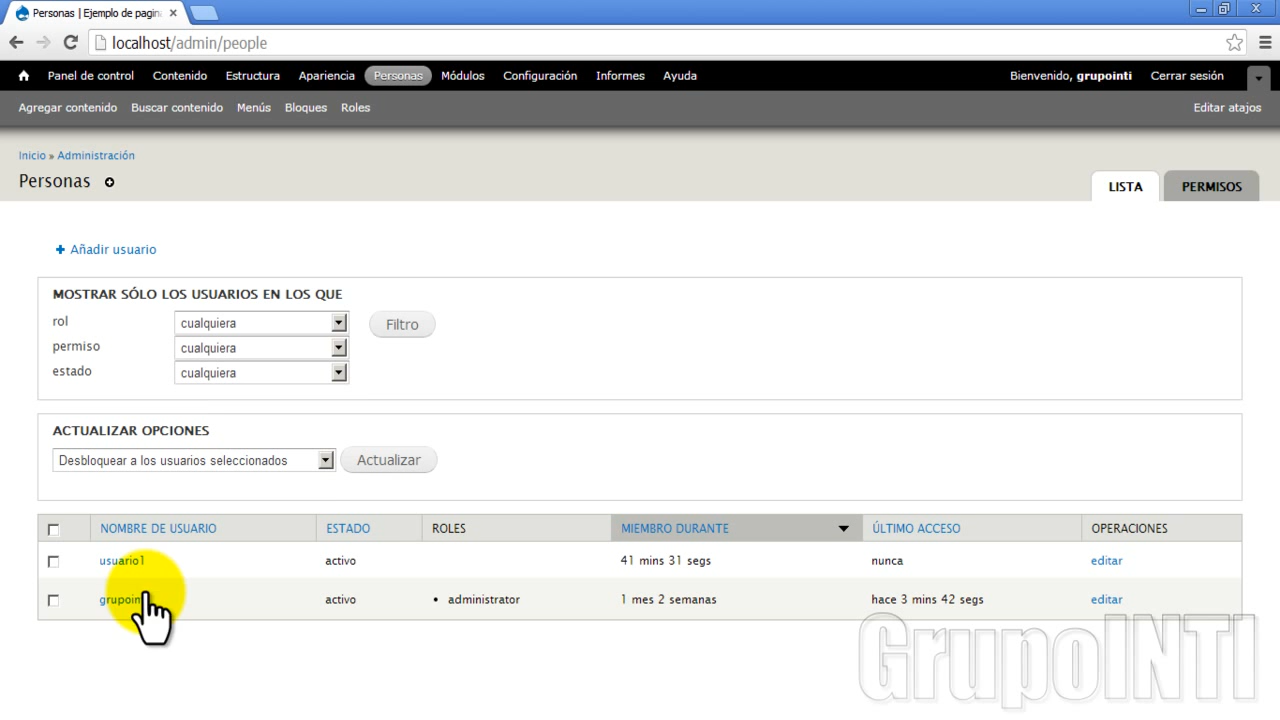 Personas | Ejemplo de pagin
localhost/admin/people
Panel de control Contenido Estructura Apariencia Personas Módulos Configuración Informes Ayuda Bienvenido, grupointi Cerrar sesión
Agregar contenido Buscar contenido Menús Bloques Roles Editar atajos
Inicio » Administración
Personas
LISTA PERMISOS
Añadir usuario
MOSTRAR SÓLO LOS USUARIOS EN LOS QUE
rol cualquiera Filtro
permiso cualquiera
estado cualquiera
ACTUALIZAR OPCIONES
Desbloquear a los usuarios seleccionados Actualizar
NOMBRE DE USUARIO ESTADO ROLES MIEMBRO DURANTE ÚLTIMO ACCESO OPERACIONES
usuario1 activo 41 mins 31 segs nunca editar
activo • administrator 1 mes 2 semanas hace 3 mins 42 segs editar
GrupoINTI